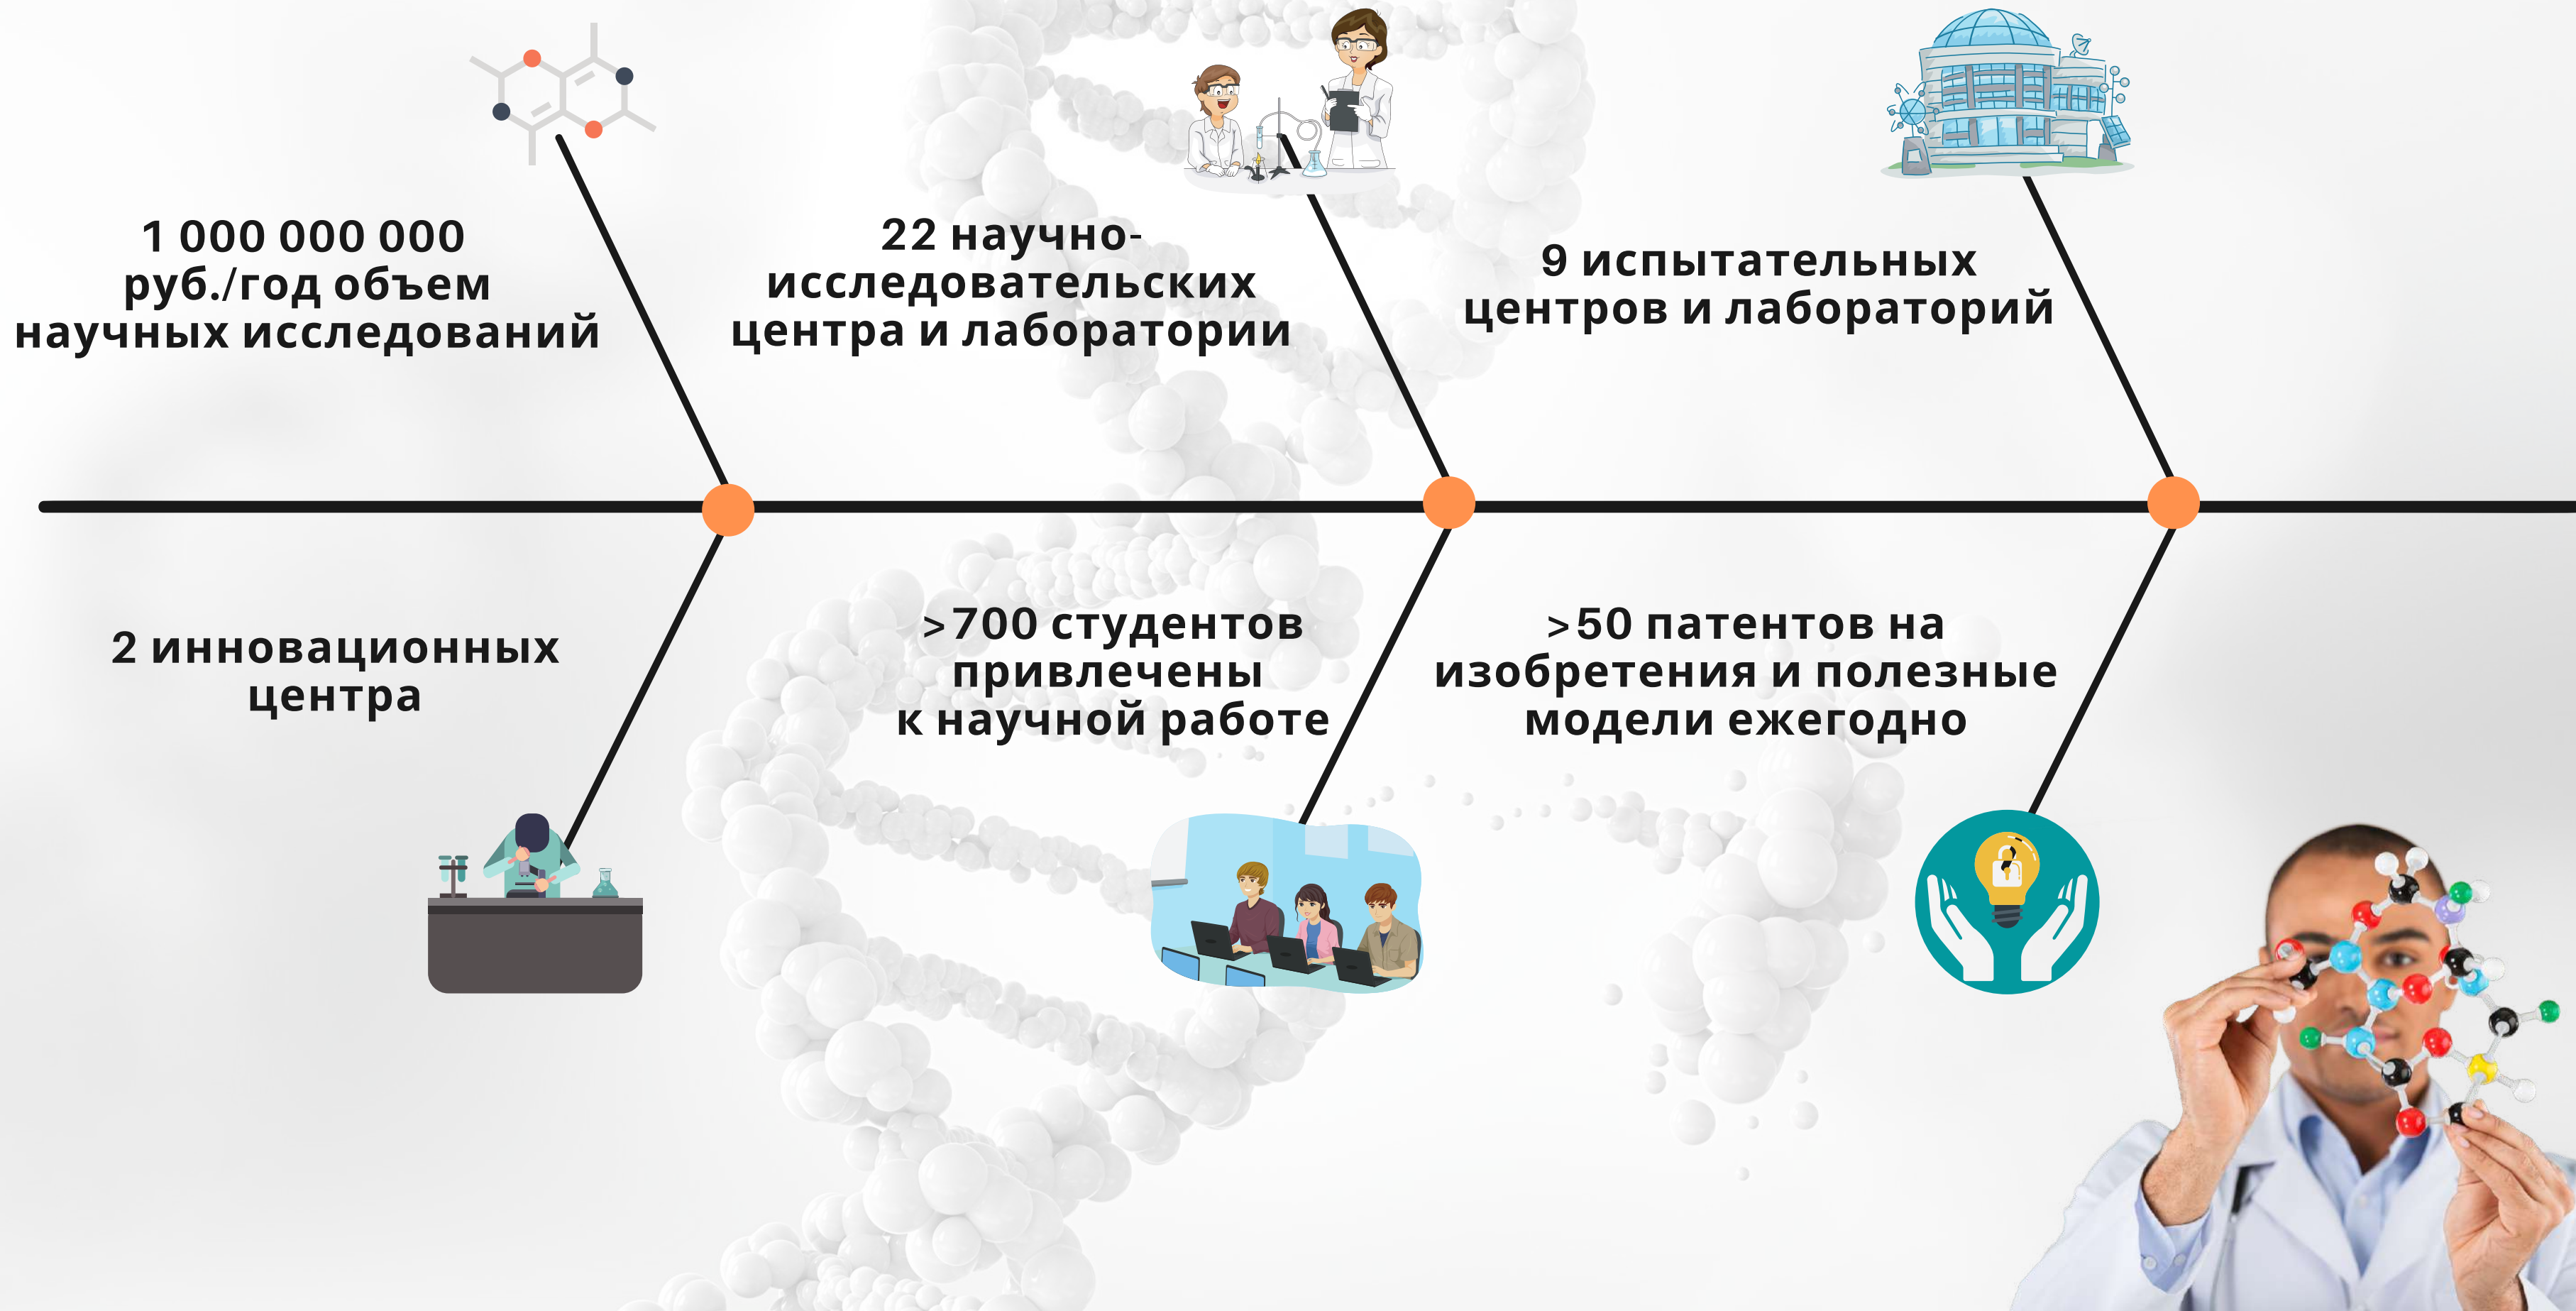 1 000 000 000
руб./год объем
научных исследований
22 научно-
исследовательских
центра и лаборатории
9 испытательных
центров и лабораторий
2 инновационных
центра
>700 студентов
привлечены
к научной работе
>50 патентов на
изобретения и полезные
модели ежегодно